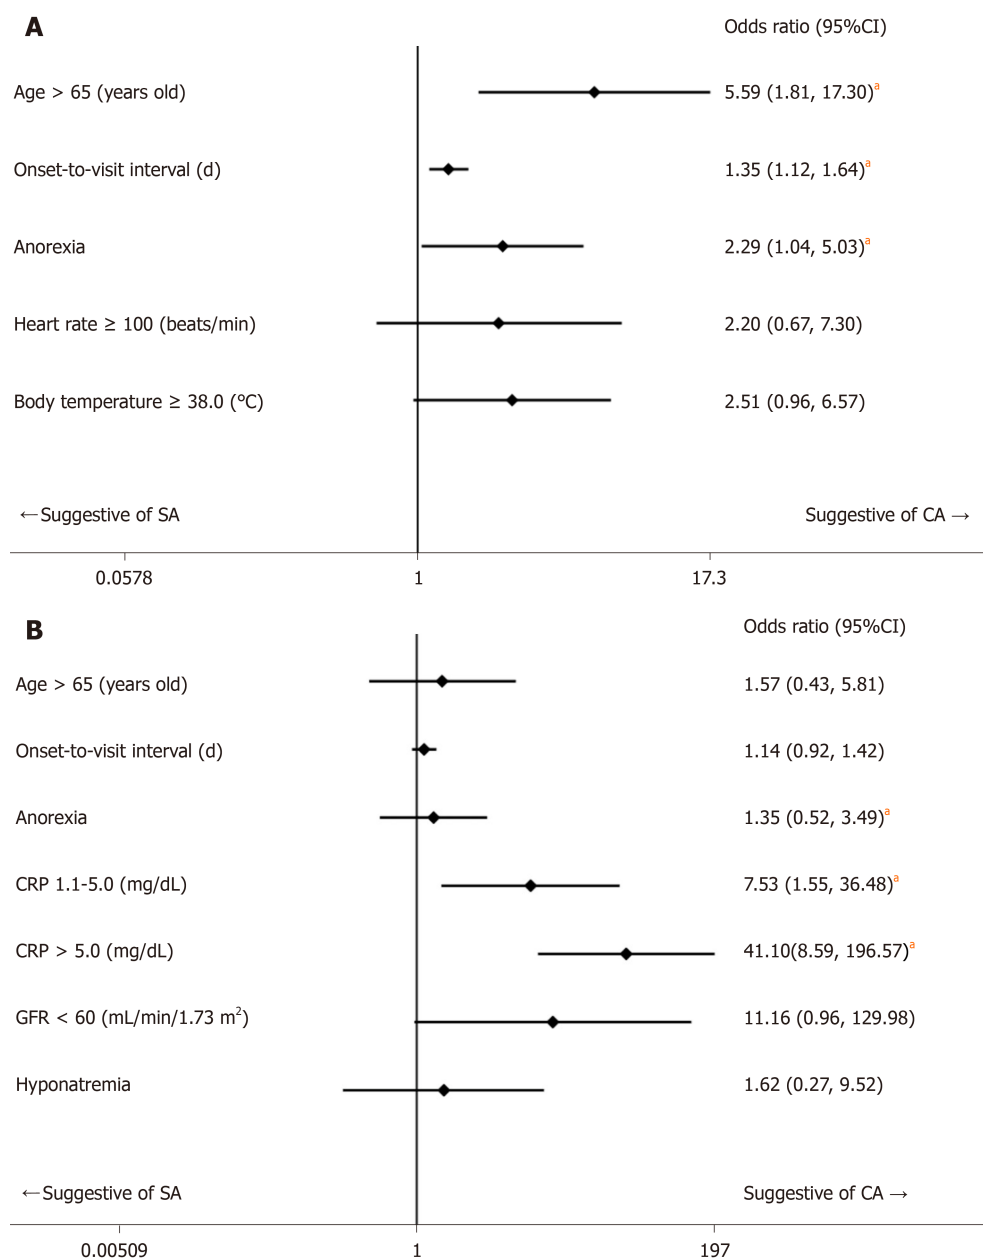 A
Odds ratio (95%CI)
Age > 65 (years old) 5.59 (1.81, 17.30)a
Onset-to-visit interval (d) 1.35 (1.12, 1.64)a
Anorexia 2.29 (1.04, 5.03)a
Heart rate ≥ 100 (beats/min) 2.20 (0.67, 7.30)
Body temperature ≥ 38.0 (°C) 2.51 (0.96, 6.57)
←Suggestive of SA Suggestive of CA →
0.0578 1 17.3
B
Odds ratio (95%CI)
Age > 65 (years old) 1.57 (0.43, 5.81)
Onset-to-visit interval (d) 1.14 (0.92, 1.42)
Anorexia 1.35 (0.52, 3.49)a
CRP 1.1-5.0 (mg/dL) 7.53 (1.55, 36.48)a
CRP > 5.0 (mg/dL) 41.10(8.59, 196.57)a
GFR < 60 (mL/min/1.73 m²) 11.16 (0.96, 129.98)
Hyponatremia 1.62 (0.27, 9.52)
←Suggestive of SA Suggestive of CA →
0.00509 1 197